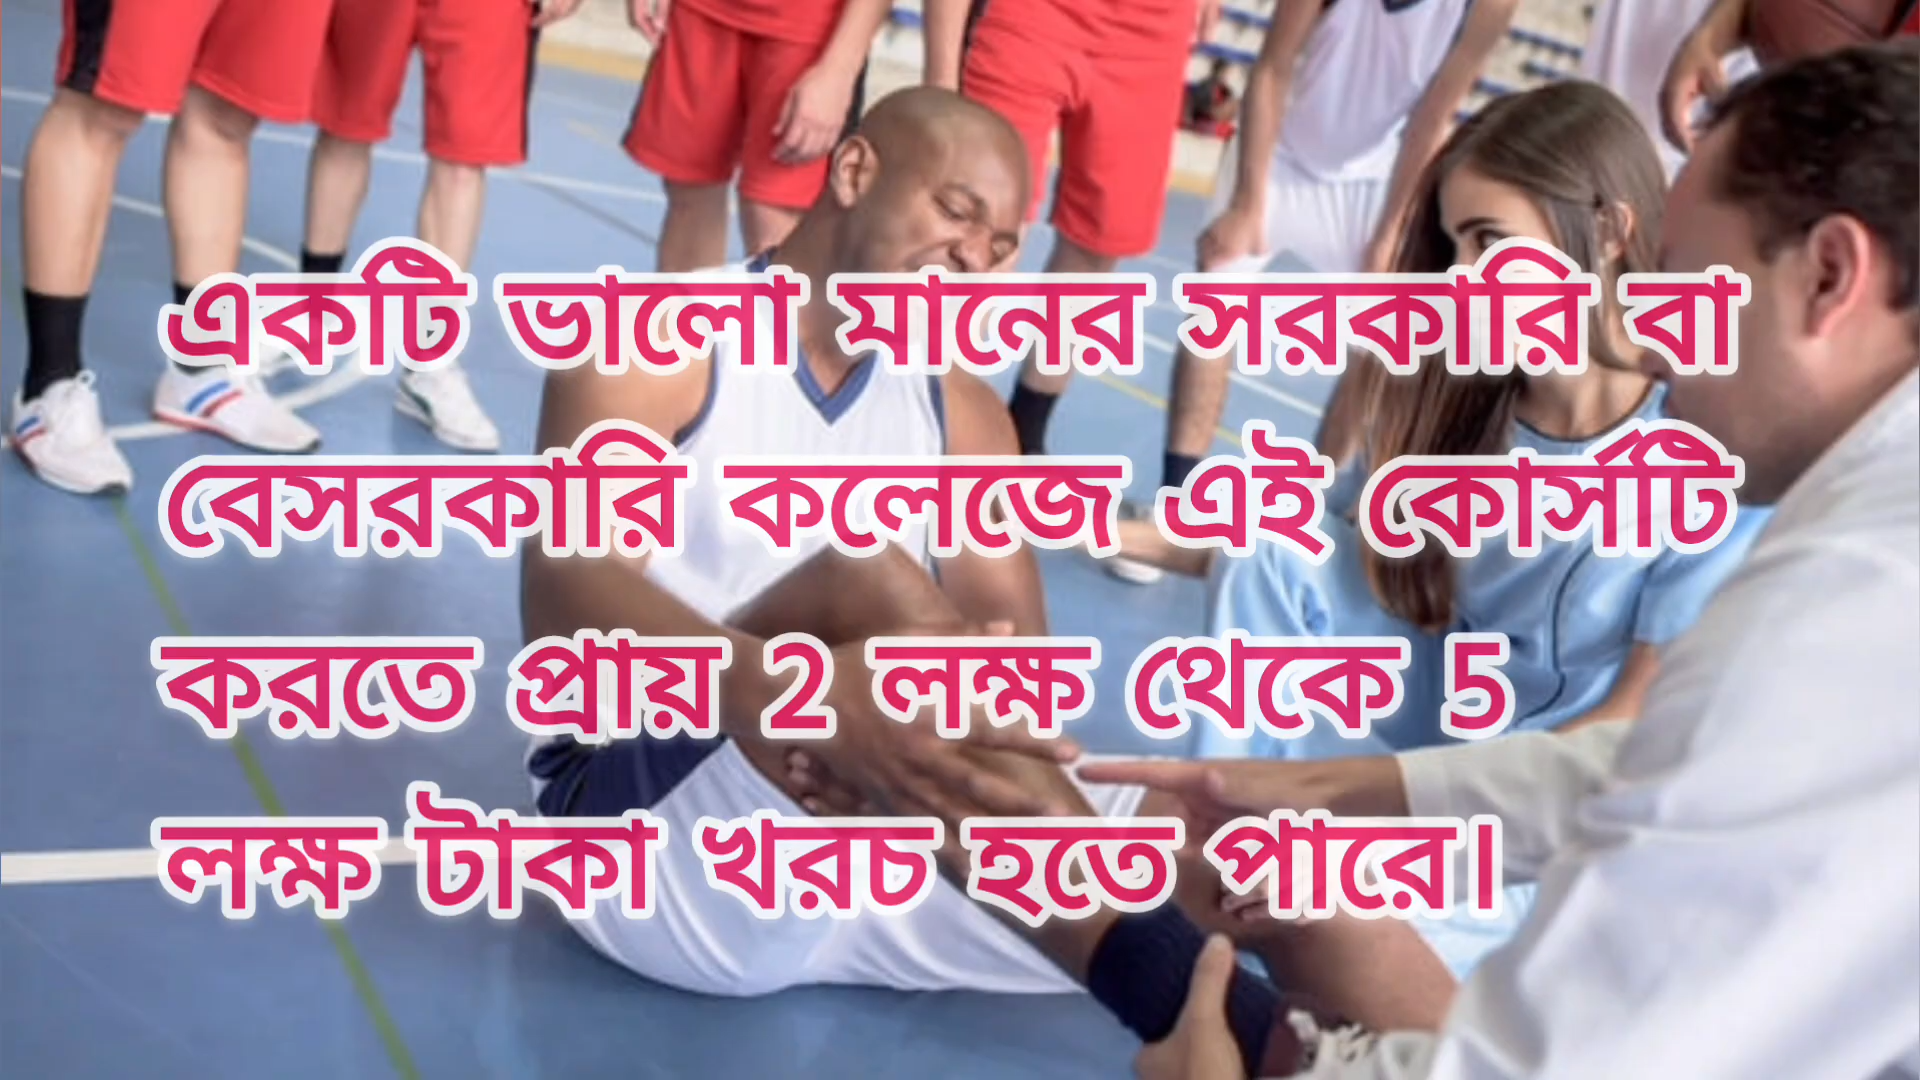 একটি ভালো মানের সরকারি বা
বেসরকারি কলেজে এই কোর্সটি
করতে প্রায় 2 লক্ষ থেকে 5
লক্ষ টাকা খরচ হতে পারে।